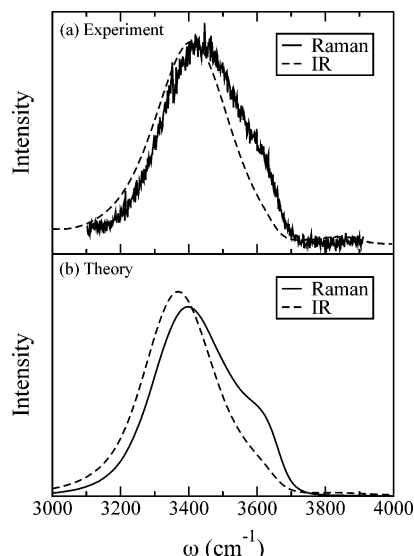 (a) Experiment
Raman
IR
Intensity
(b) Theory
Raman
IR
Intensity
3000 3200 3400 3600 3800 4000
ω (cm⁻¹)